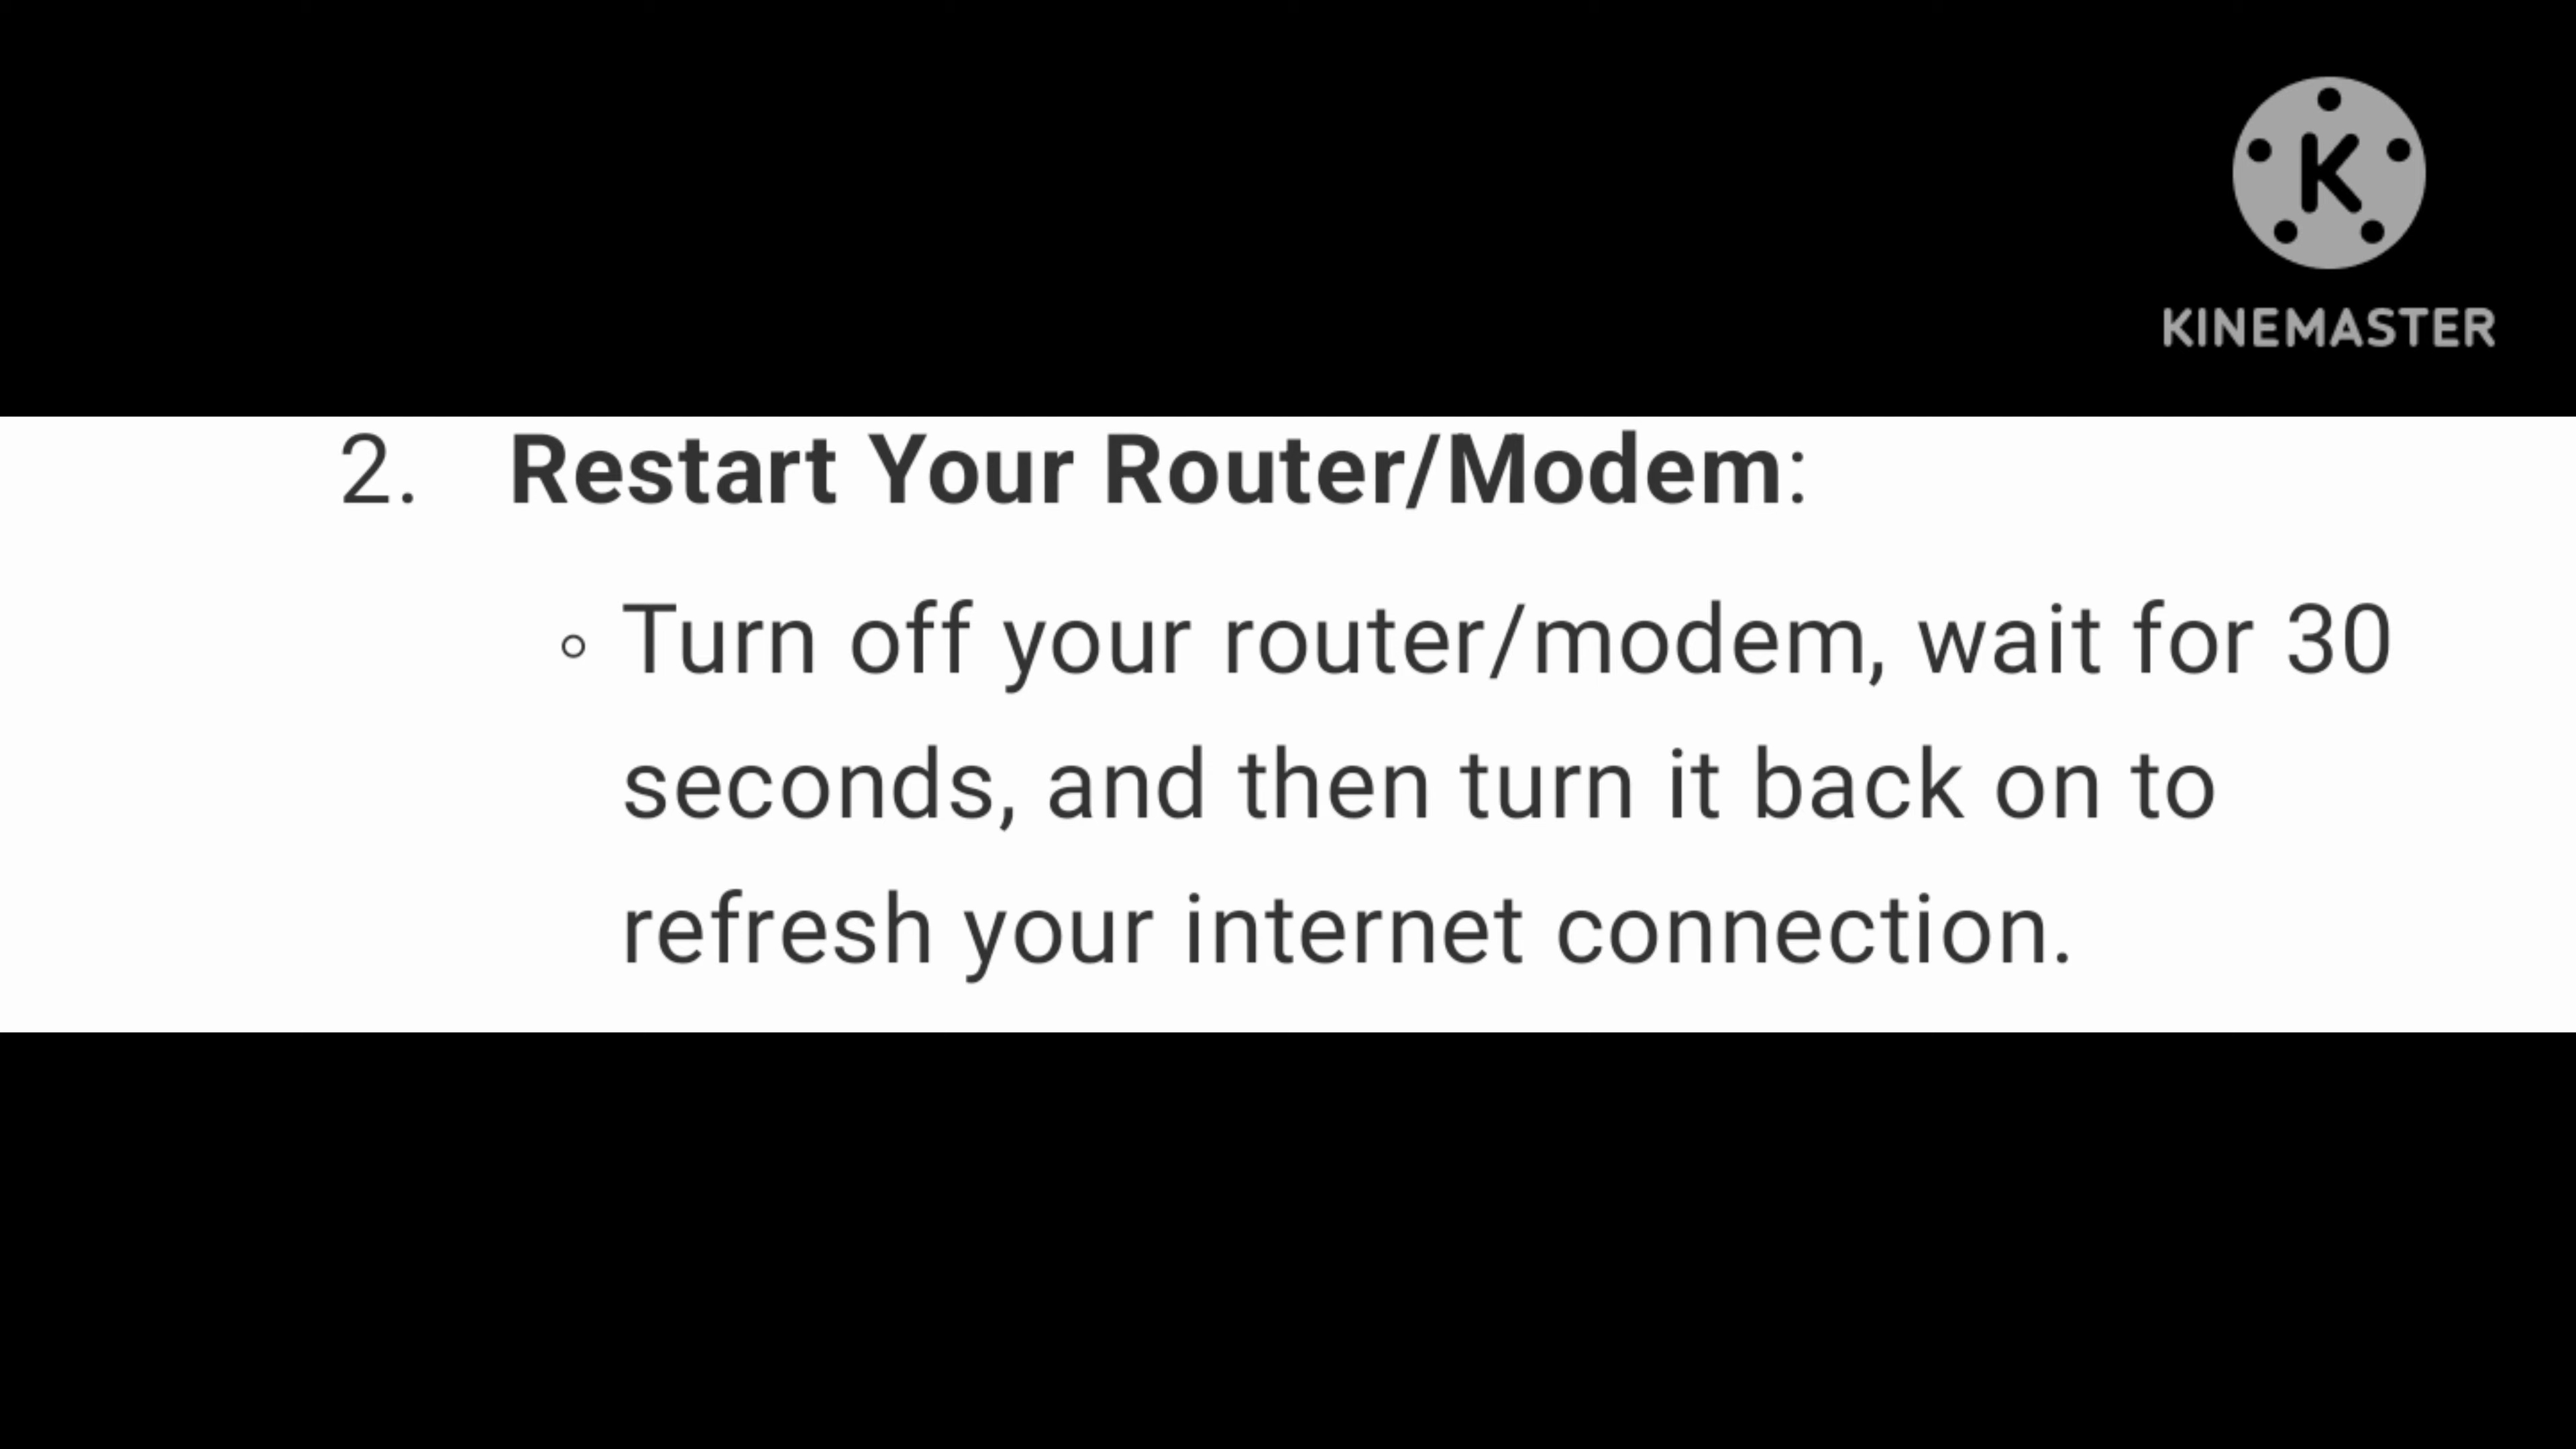 K
KINEMASTER
2. Restart Your Router/Modem:
◦ Turn off your router/modem, wait for 30
seconds, and then turn it back on to
refresh your internet connection.